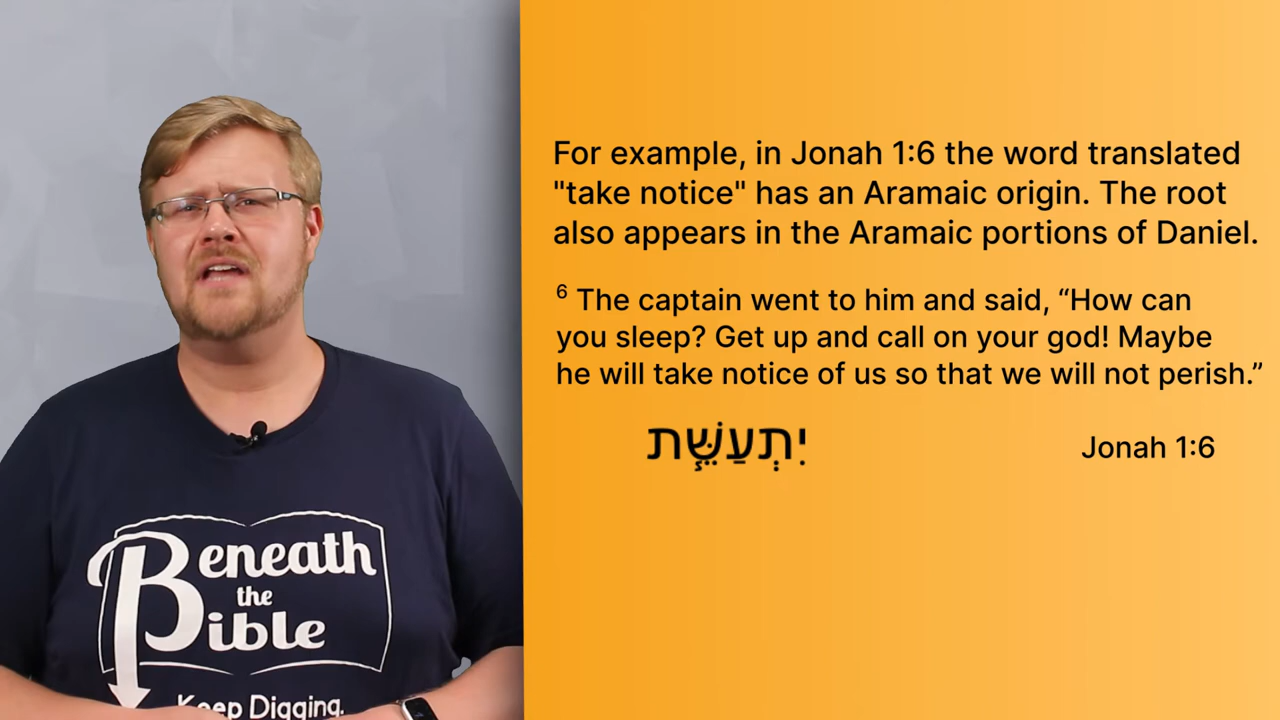 For example, in Jonah 1:6 the word translated
"take notice" has an Aramaic origin. The root
also appears in the Aramaic portions of Daniel.
⁶ The captain went to him and said, “How can
you sleep? Get up and call on your god! Maybe
he will take notice of us so that we will not perish.”
יִתְעַשֵּׁ֧ת
Jonah 1:6
Beneath
the
Bible
Keep Digging.